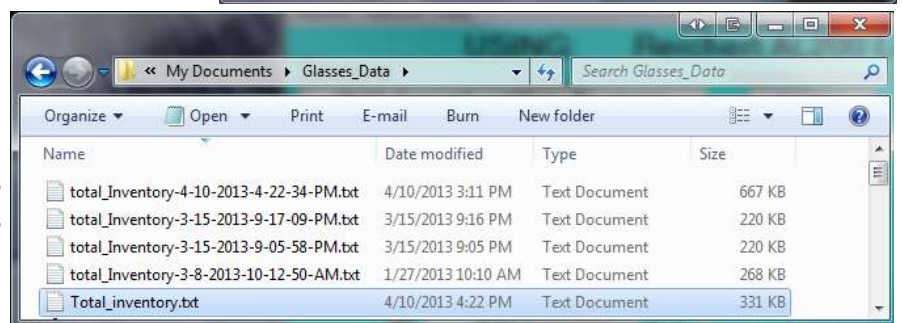 USING
« My Documents ▸ Glasses_Data ▸ Search Glasses_Data
Organize Open Print E-mail Burn New folder
Name Date modified Type Size
total_Inventory-4-10-2013-4-22-34-PM.txt 4/10/2013 3:11 PM Text Document 667 KB
total_Inventory-3-15-2013-9-17-09-PM.txt 3/15/2013 9:16 PM Text Document 220 KB
total_Inventory-3-15-2013-9-05-58-PM.txt 3/15/2013 9:05 PM Text Document 220 KB
total_Inventory-3-8-2013-10-12-50-AM.txt 1/27/2013 10:10 AM Text Document 268 KB
Total_inventory.txt 4/10/2013 4:22 PM Text Document 331 KB